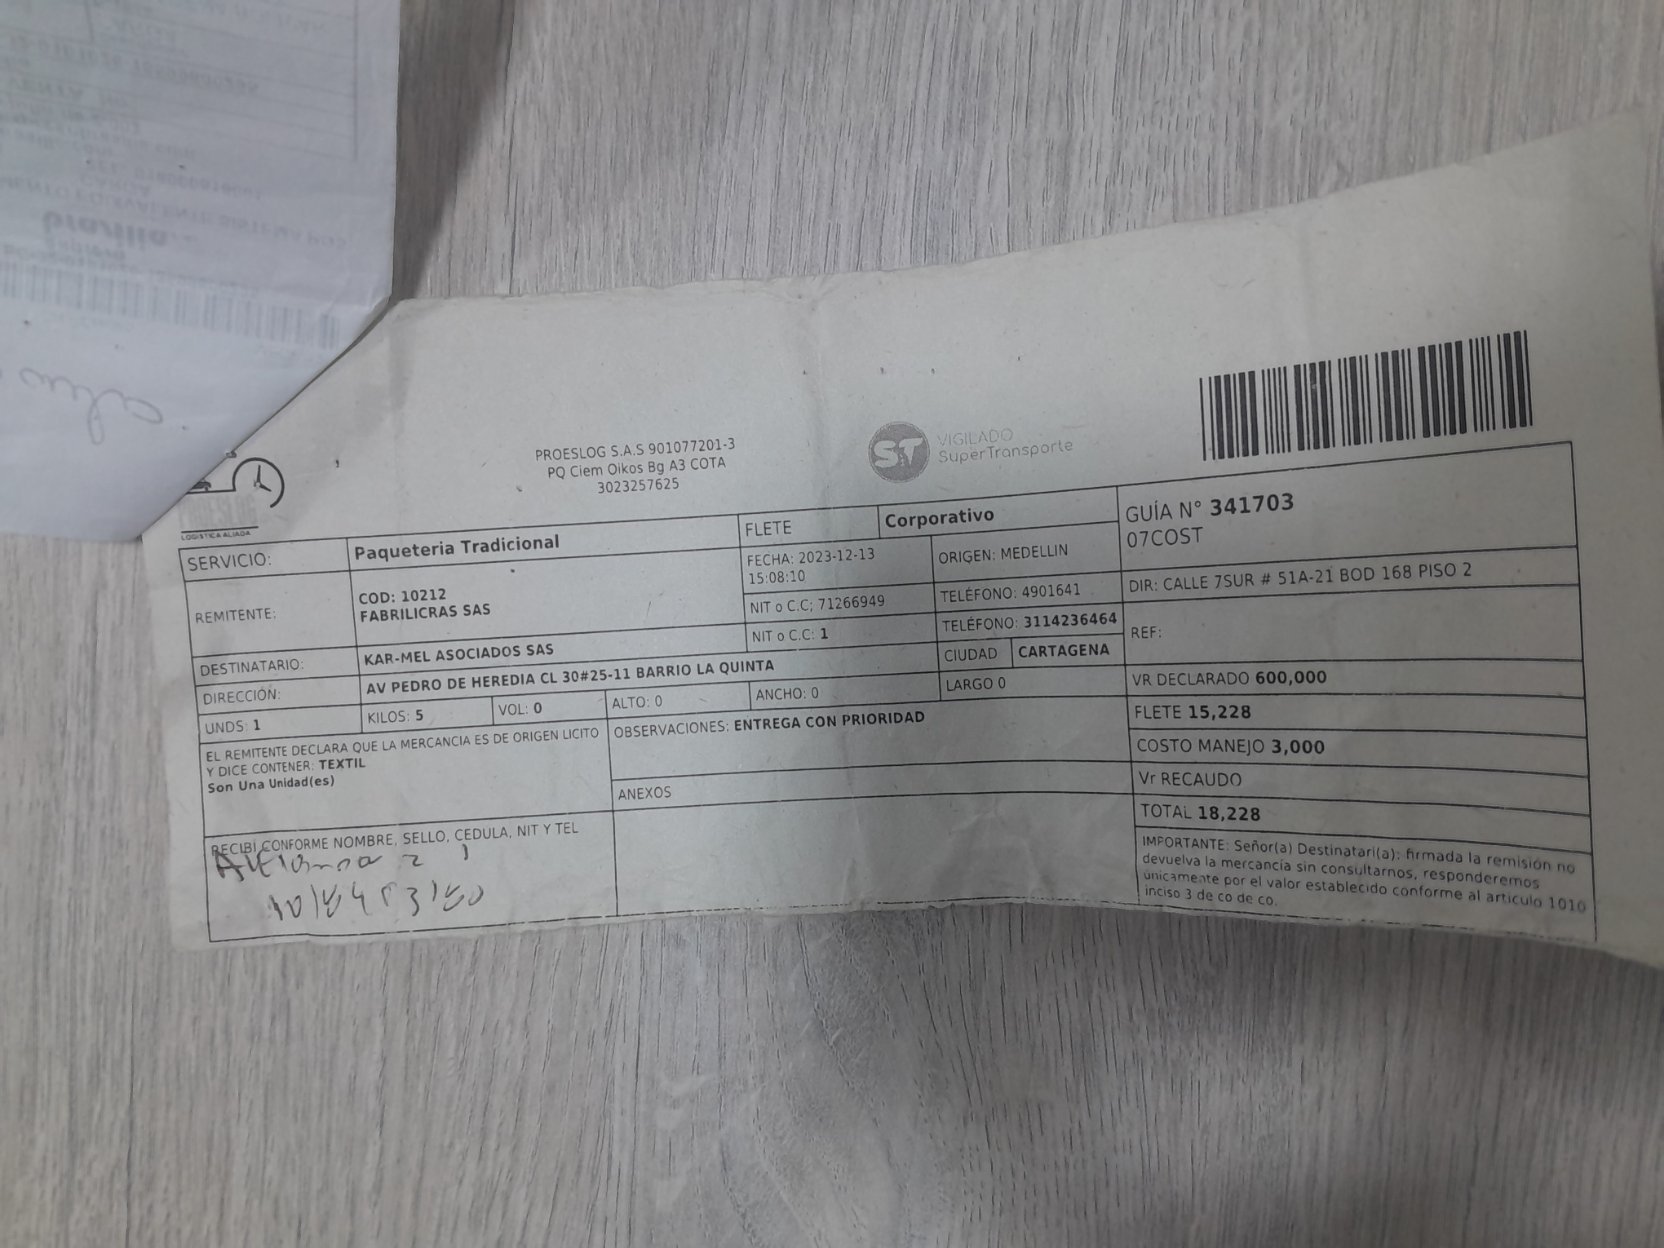 brasilia
PROESLOG S.A.S 901077201-3
PQ Ciem Oikos Bg A3 COTA
3023257625
ST VIGILADO
SuperTransporte
LOGISTICA ALIADA
SERVICIO: Paqueteria Tradicional
FLETE Corporativo
GUÍA N° 341703
07COST
REMITENTE: COD: 10212
FABRILICRAS SAS
FECHA: 2023-12-13
15:08:10
ORIGEN: MEDELLIN
NIT o C.C; 71266949
TELÉFONO: 4901641
DIR: CALLE 7SUR # 51A-21 BOD 168 PISO 2
DESTINATARIO: KAR-MEL ASOCIADOS SAS
NIT o C.C: 1
TELÉFONO: 3114236464
REF:
DIRECCIÓN: AV PEDRO DE HEREDIA CL 30#25-11 BARRIO LA QUINTA
CIUDAD CARTAGENA
UNDS: 1 KILOS: 5 VOL: 0 ALTO: 0 ANCHO: 0 LARGO 0
VR DECLARADO 600,000
FLETE 15,228
COSTO MANEJO 3,000
Vr RECAUDO
TOTAL 18,228
EL REMITENTE DECLARA QUE LA MERCANCIA ES DE ORIGEN LICITO
Y DICE CONTENER: TEXTIL
Son Una Unidad(es)
OBSERVACIONES: ENTREGA CON PRIORIDAD
ANEXOS
RECIBÍ CONFORME NOMBRE, SELLO, CEDULA, NIT Y TEL
IMPORTANTE: Señor(a) Destinatari(a): firmada la remisión no
devuelva la mercancía sin consultarnos, responderemos
únicamente por el valor establecido conforme al articulo 1010
inciso 3 de co de co.